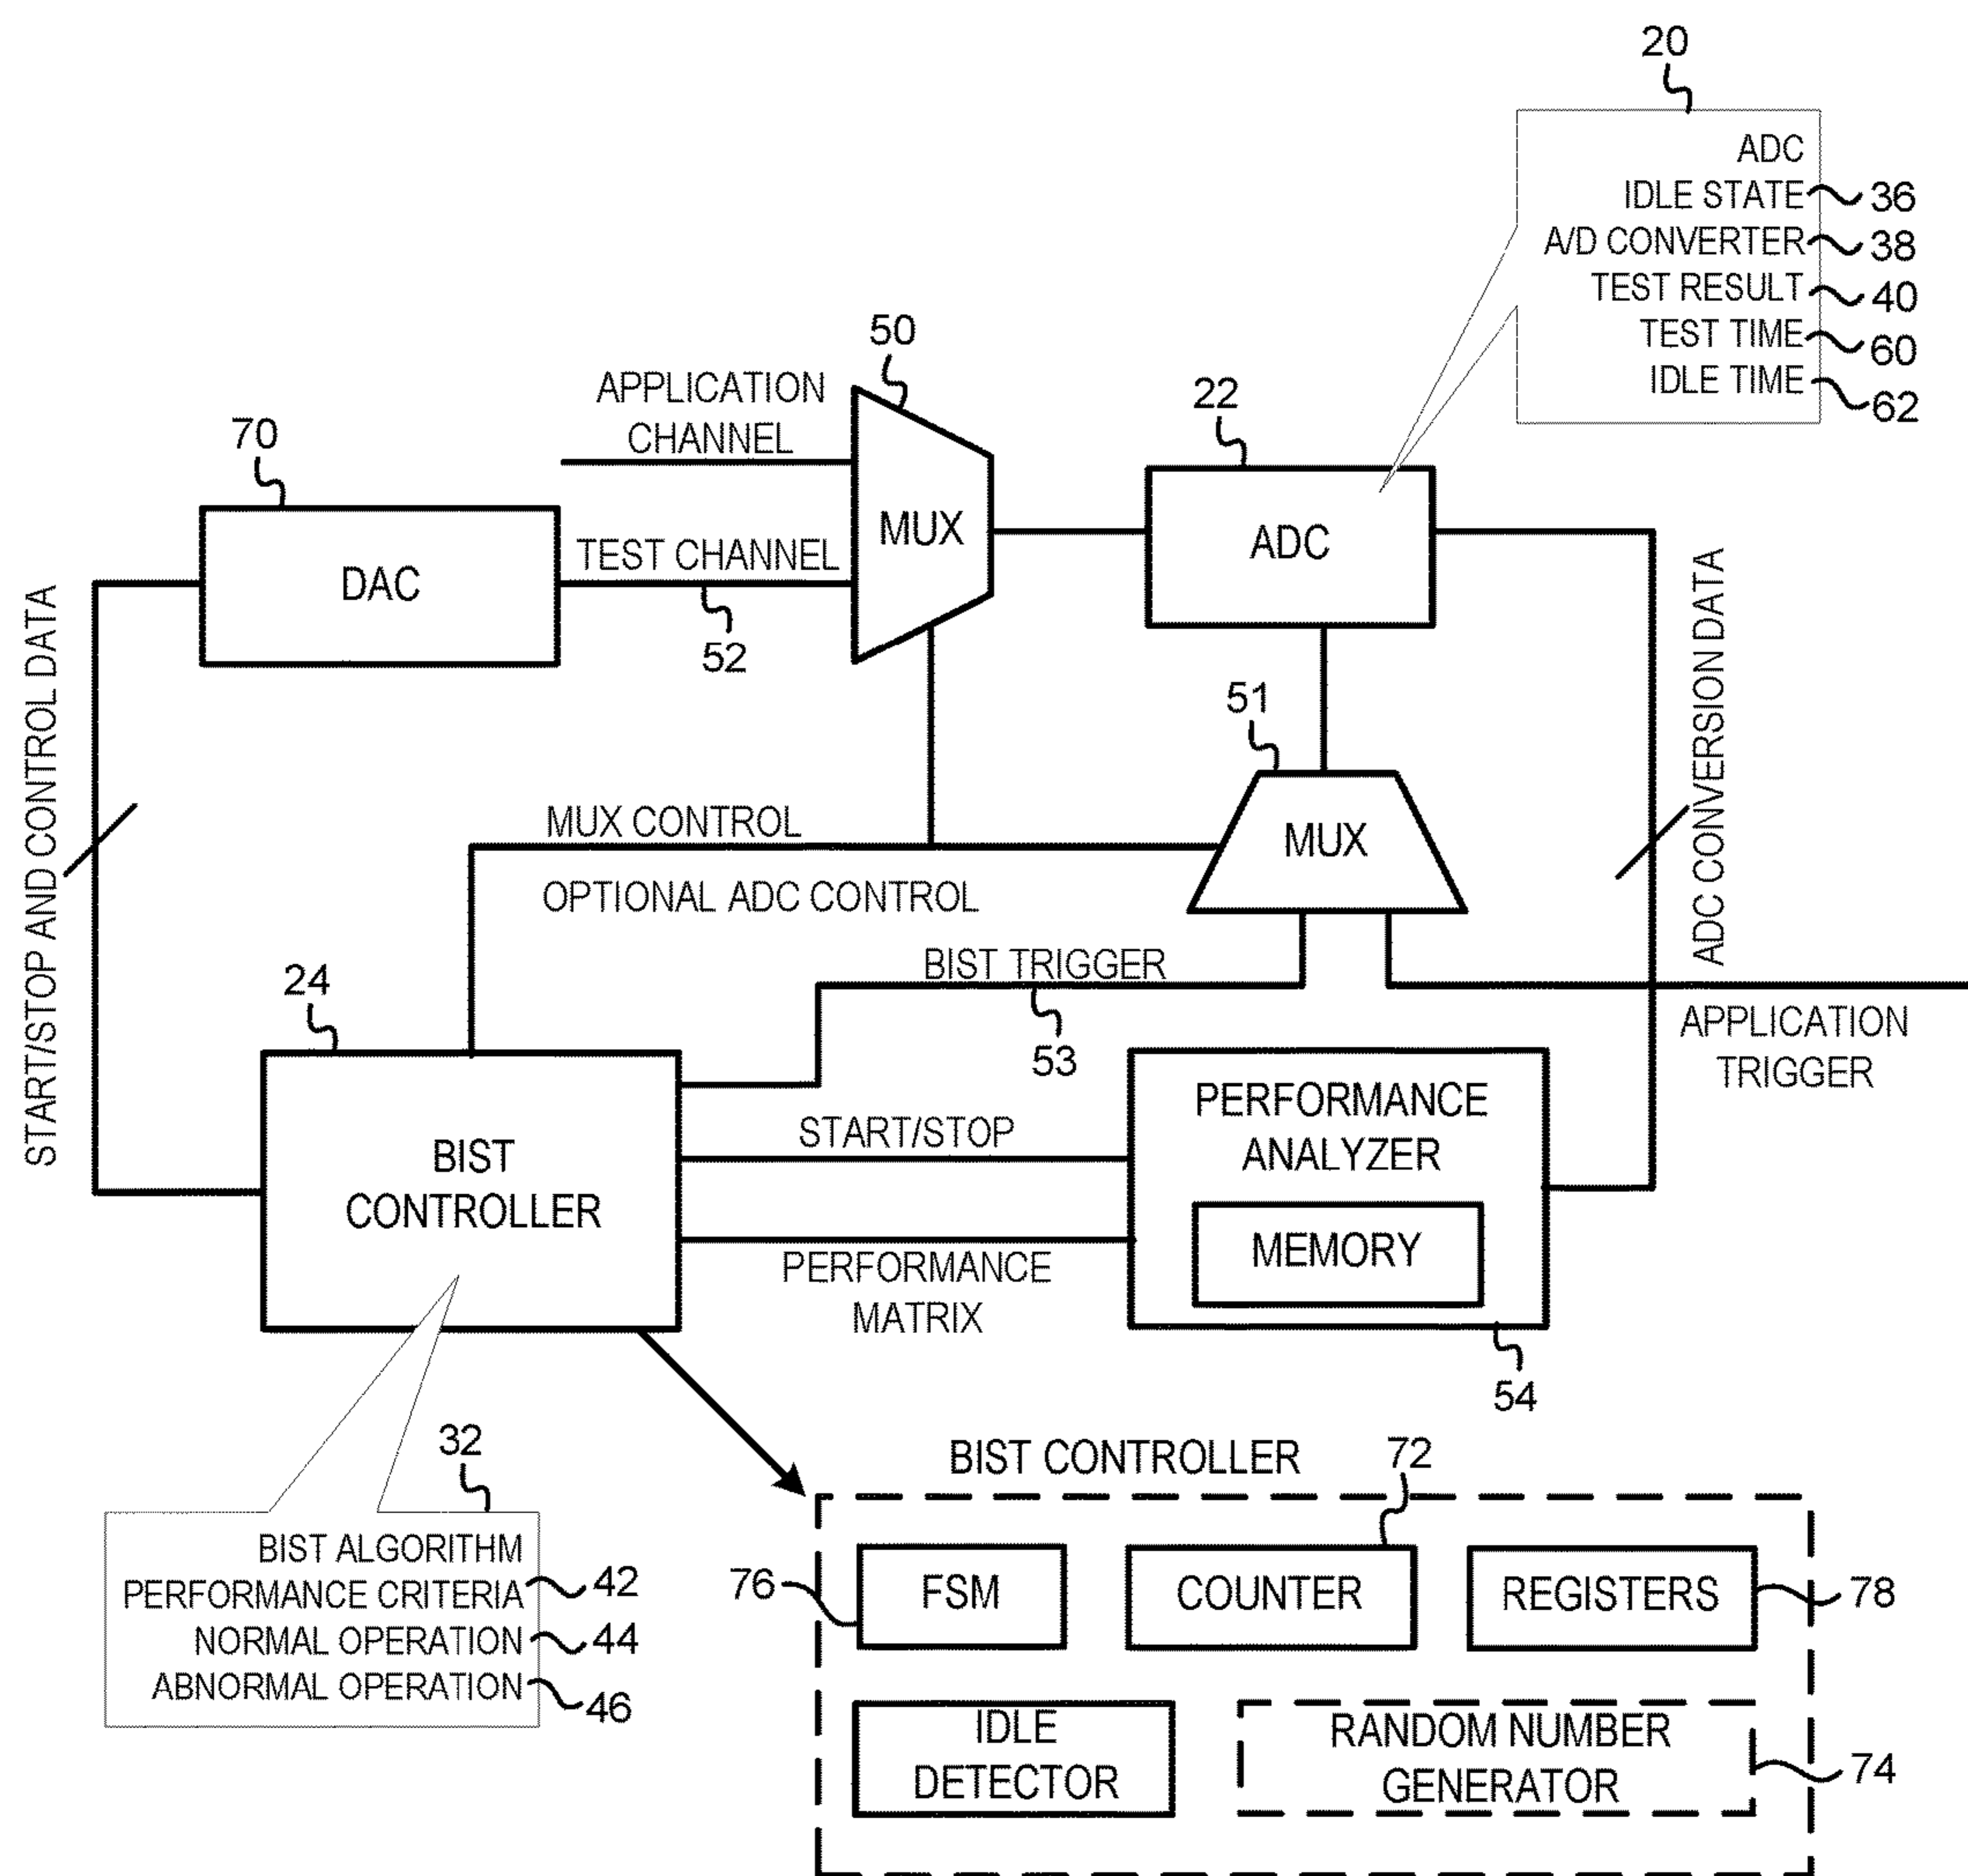 20
ADC
IDLE STATE 36
A/D CONVERTER 38
TEST RESULT 40
TEST TIME 60
IDLE TIME 62
50
APPLICATION
CHANNEL
22
70
MUX
ADC
DAC
TEST CHANNEL
52
START/STOP AND CONTROL DATA
ADC CONVERSION DATA
51
MUX CONTROL
MUX
OPTIONAL ADC CONTROL
BIST TRIGGER
53
24
APPLICATION
TRIGGER
BIST
CONTROLLER
START/STOP
PERFORMANCE
ANALYZER
MEMORY
PERFORMANCE
MATRIX
54
32
BIST ALGORITHM
PERFORMANCE CRITERIA 42
NORMAL OPERATION 44
ABNORMAL OPERATION 46
BIST CONTROLLER
72
76
FSM
COUNTER
REGISTERS
78
IDLE
DETECTOR
RANDOM NUMBER
GENERATOR
74